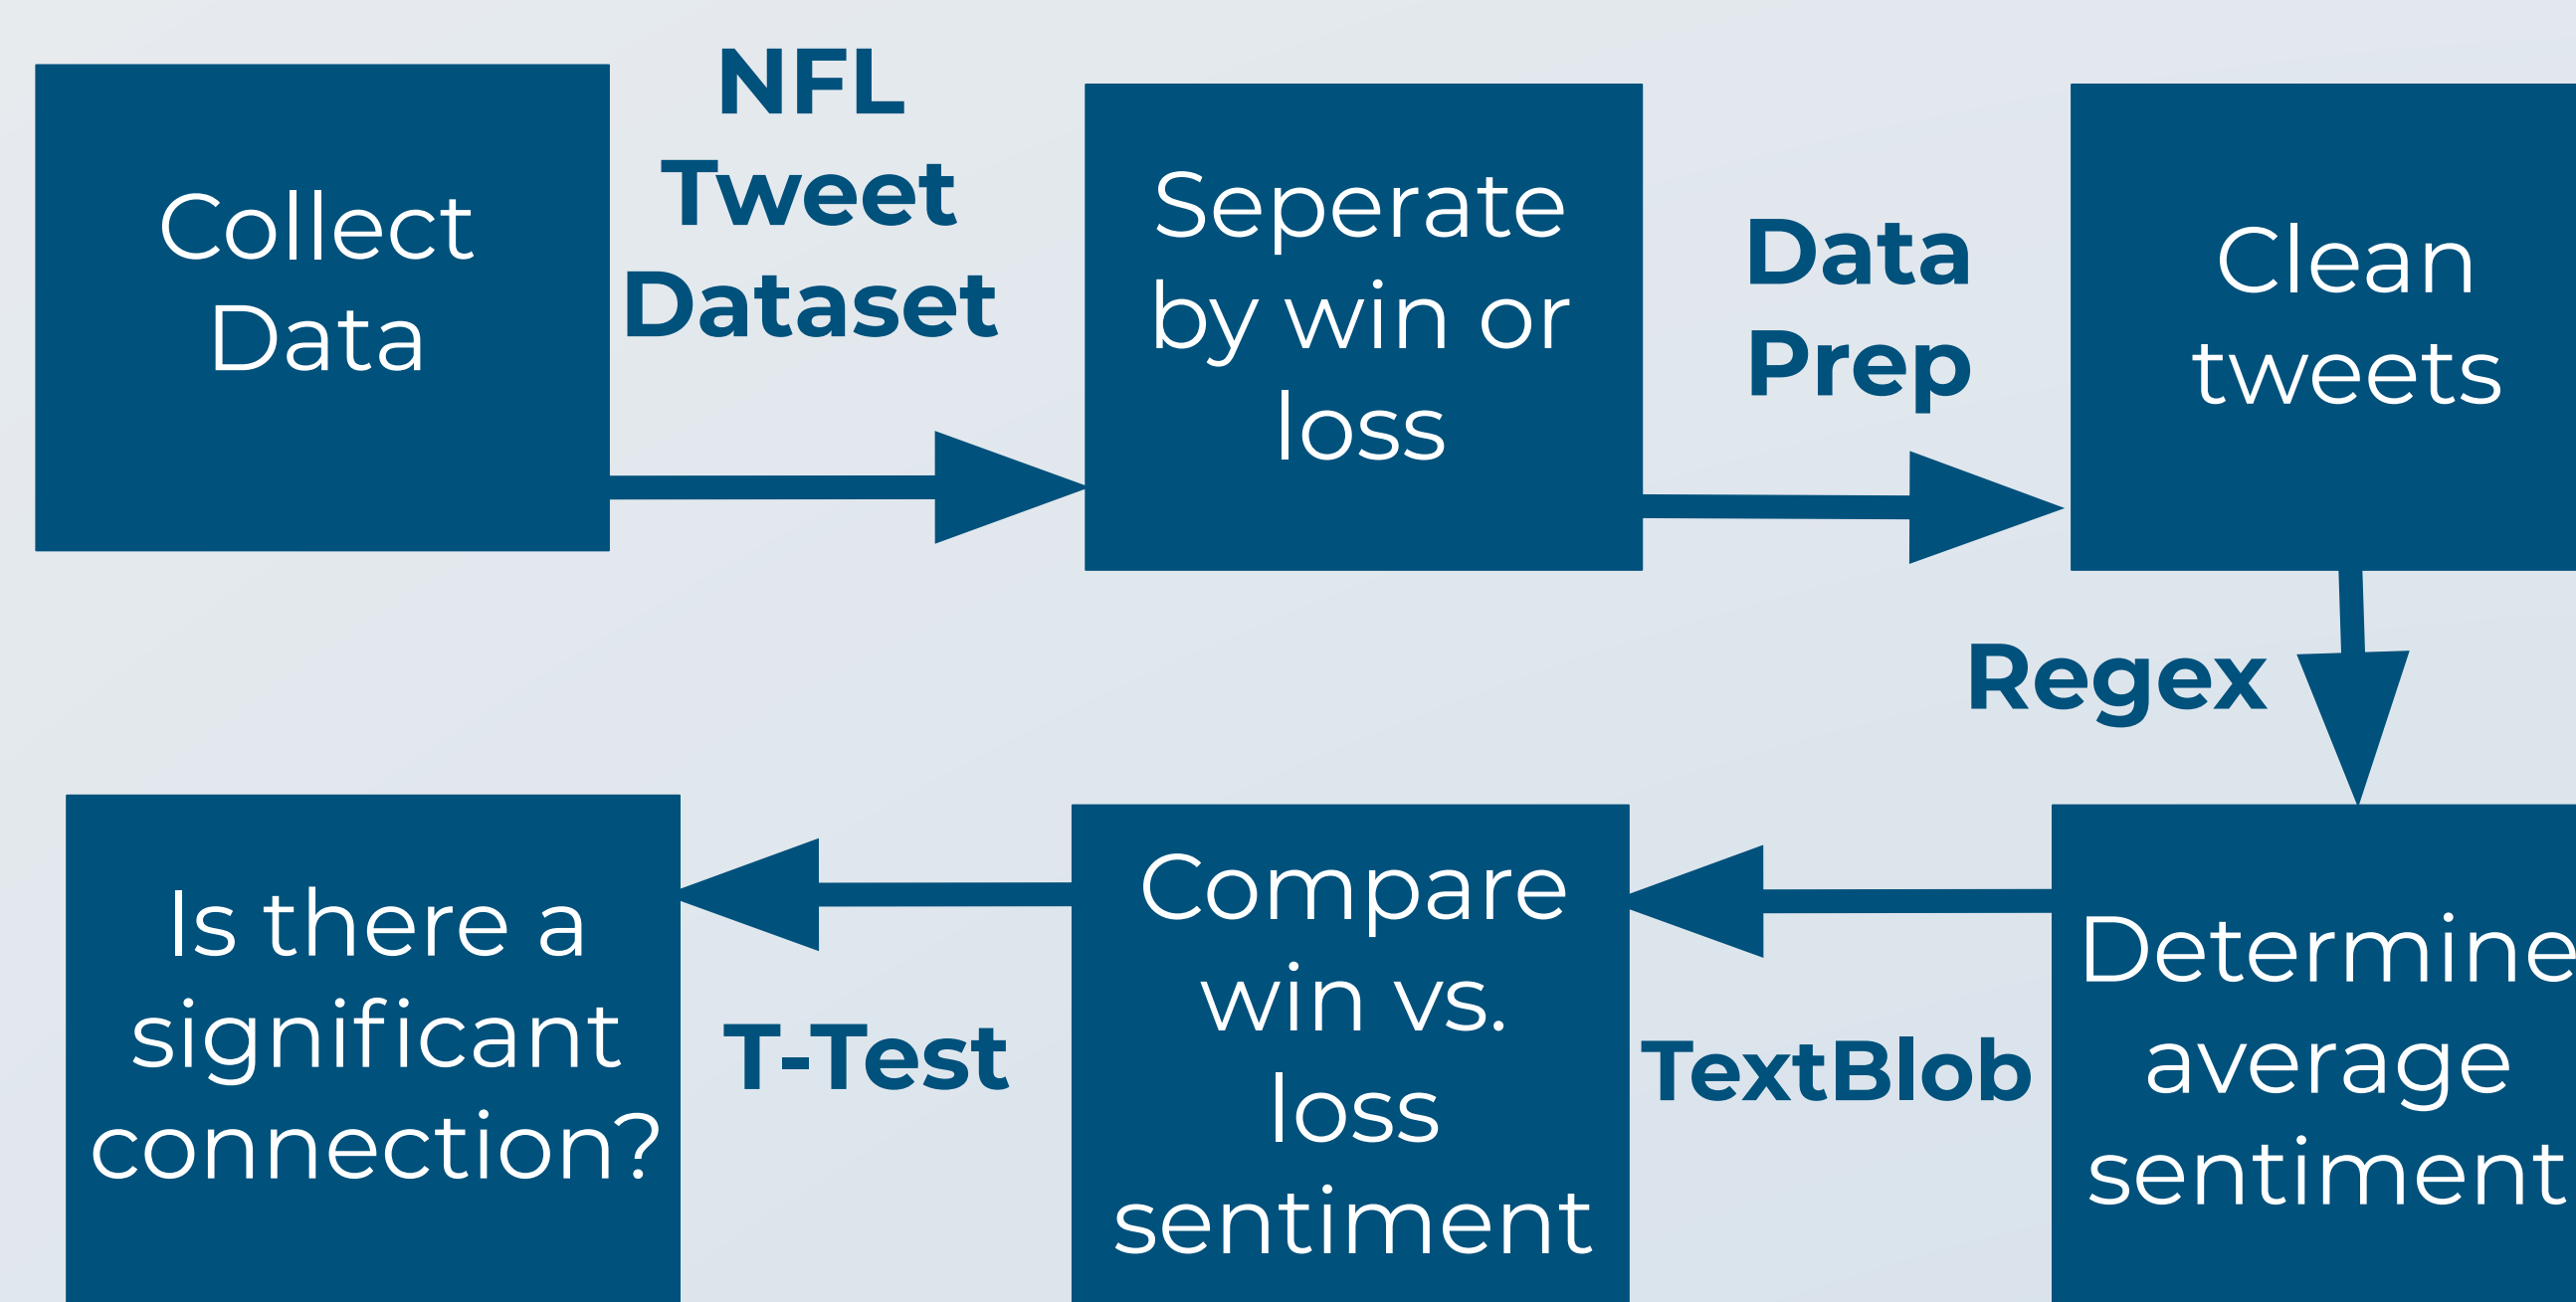 Collect
Data
NFL
Tweet
Dataset
Seperate
by win or
loss
Data
Prep
Clean
tweets
Regex
Determine
average
sentiment
TextBlob
Compare
win vs.
loss
sentiment
T-Test
Is there a
significant
connection?